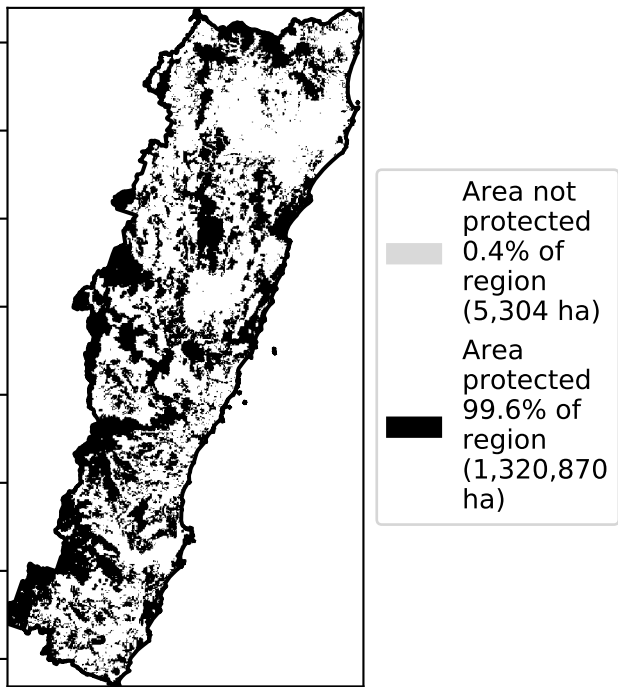 Area not
protected
0.4% of
region
(5,304 ha)
Area
protected
99.6% of
region
(1,320,870
ha)